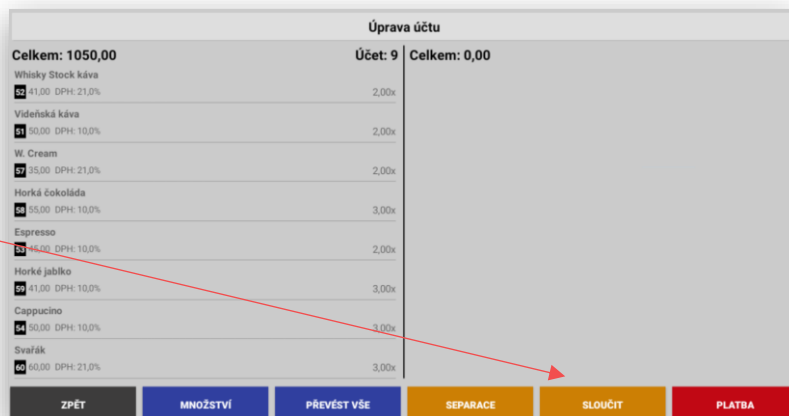 Úprava účtu
Celkem: 1050,00 Účet: 9 Celkem: 0,00
Whisky Stock káva
52 41,00 DPH: 21,0% 2,00x
Vídeňská káva
51 50,00 DPH: 10,0% 2,00x
W. Cream
57 35,00 DPH: 21,0% 2,00x
Horká čokoláda
58 55,00 DPH: 10,0% 3,00x
Espresso
53 45,00 DPH: 10,0% 2,00x
Horké jablko
59 41,00 DPH: 10,0% 3,00x
Cappucino
54 50,00 DPH: 10,0% 3,00x
Svařák
60 60,00 DPH: 21,0% 3,00x
ZPĚT MNOŽSTVÍ PŘEVÉST VŠE SEPARACE SLOUČIT PLATBA